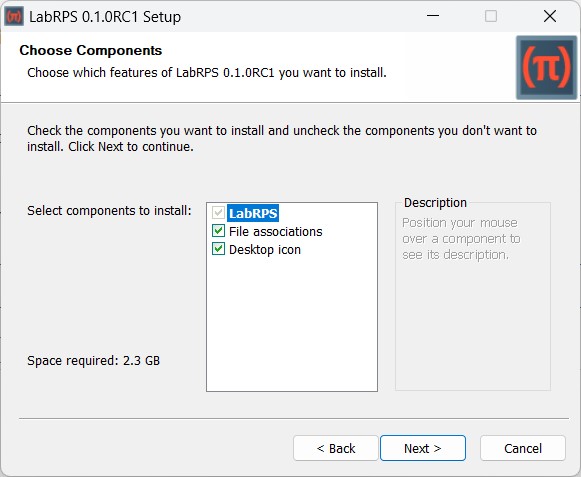 LabRPS 0.1.0RC1 Setup
Choose Components
Choose which features of LabRPS 0.1.0RC1 you want to install.
(π)
Check the components you want to install and uncheck the components you don't want to
install. Click Next to continue.
Select components to install:
LabRPS
File associations
Desktop icon
Description
Position your mouse
over a component to
see its description.
Space required: 2.3 GB
< Back
Next >
Cancel